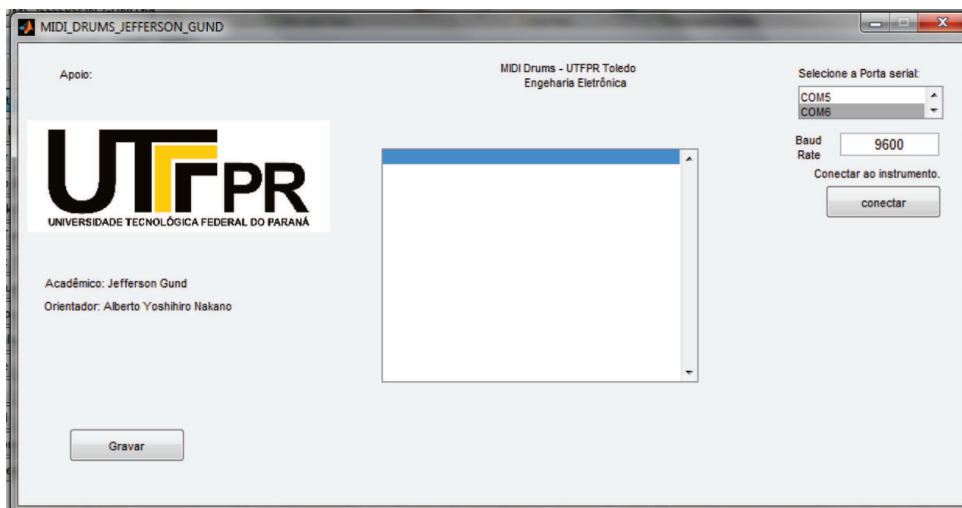 MIDI_DRUMS_JEFFERSON_GUND
Apoio:
MIDI Drums - UTFPR Toledo
Engeharia Eletrônica
Selecione a Porta serial:
COM5
COM6
Baud
Rate
9600
Conectar ao instrumento.
conectar
UTFPR
UNIVERSIDADE TECNOLÓGICA FEDERAL DO PARANÁ
Acadêmico: Jefferson Gund
Orientador: Alberto Yoshihiro Nakano
Gravar